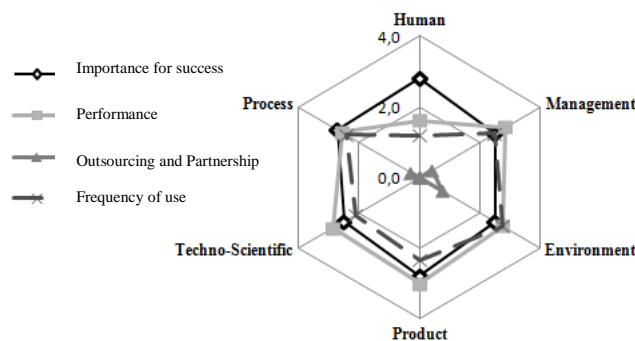 Human
4,0
Importance for success
Performance
Process
2,0
Management
Outsourcing and Partnership
0,0
Frequency of use
Techno-Scientific
Environment
Product